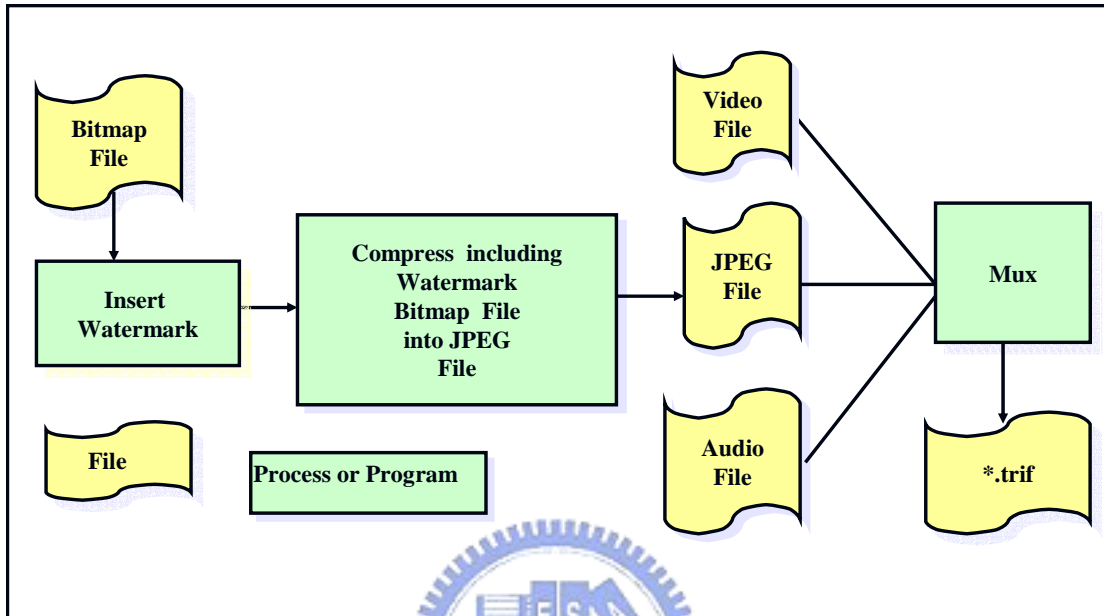 Bitmap
File
Insert
Watermark
Compress including
Watermark
Bitmap File
into JPEG
File
Video
File
JPEG
File
Audio
File
Mux
*.trif
File
Process or Program